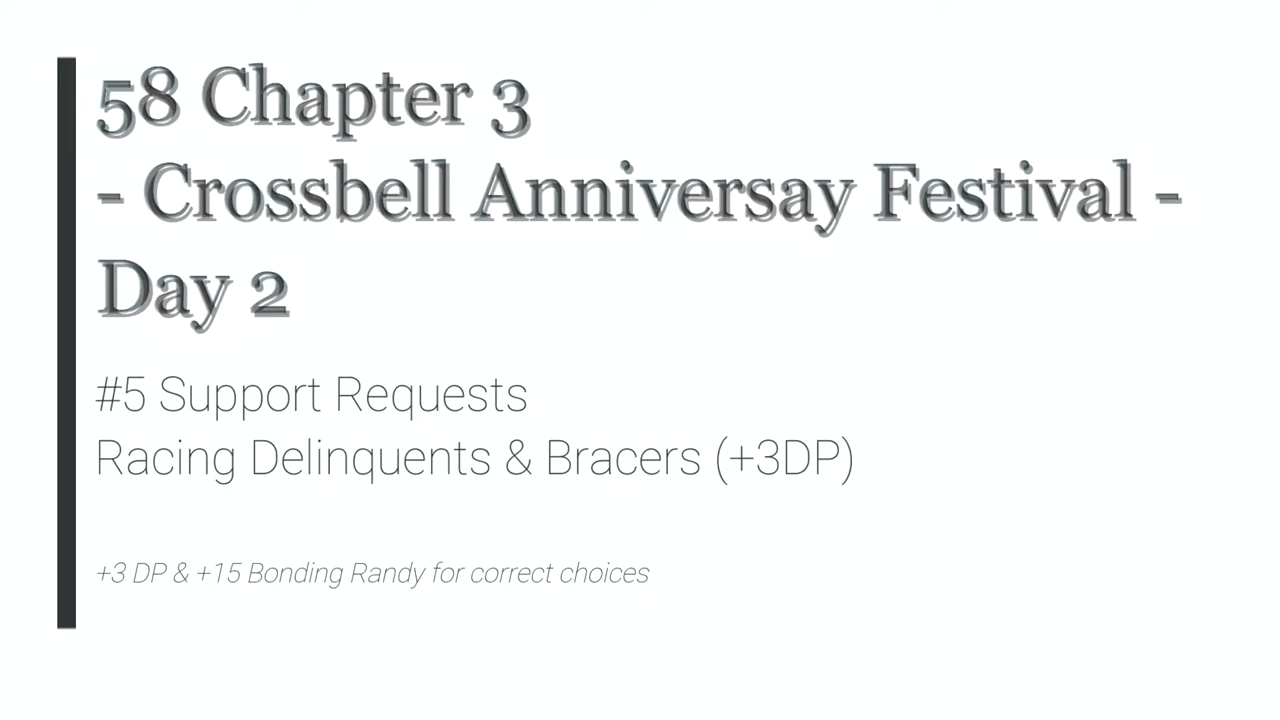 58 Chapter 3
- Crossbell Anniversay Festival -
Day 2
#5 Support Requests
Racing Delinquents & Bracers (+3DP)
+3 DP & +15 Bonding Randy for correct choices